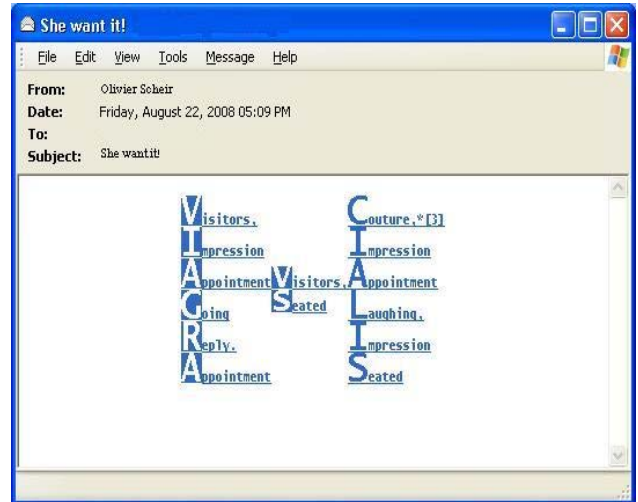 She want it!
File Edit View Tools Message Help
From: Olivier Scheir
Date: Friday, August 22, 2008 05:09 PM
To:
Subject: She want it!
Visitors, Couture,*[3]
Impression Impression
Appointment Visitors, Appointment
Going Seated Laughing,
Reply. Impression
Appointment Seated